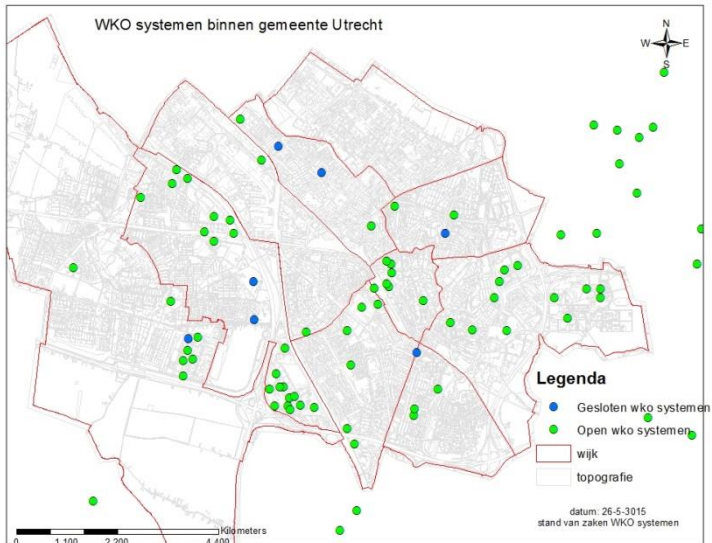 WKO systemen binnen gemeente Utrecht
N
W E
S
Legenda
Gesloten wko systemen
Open wko systemen
wijk
topografie
datum: 26-5-3015
stand van zaken WKO systemen
Kilometers
0 1.100 2.200 4.400